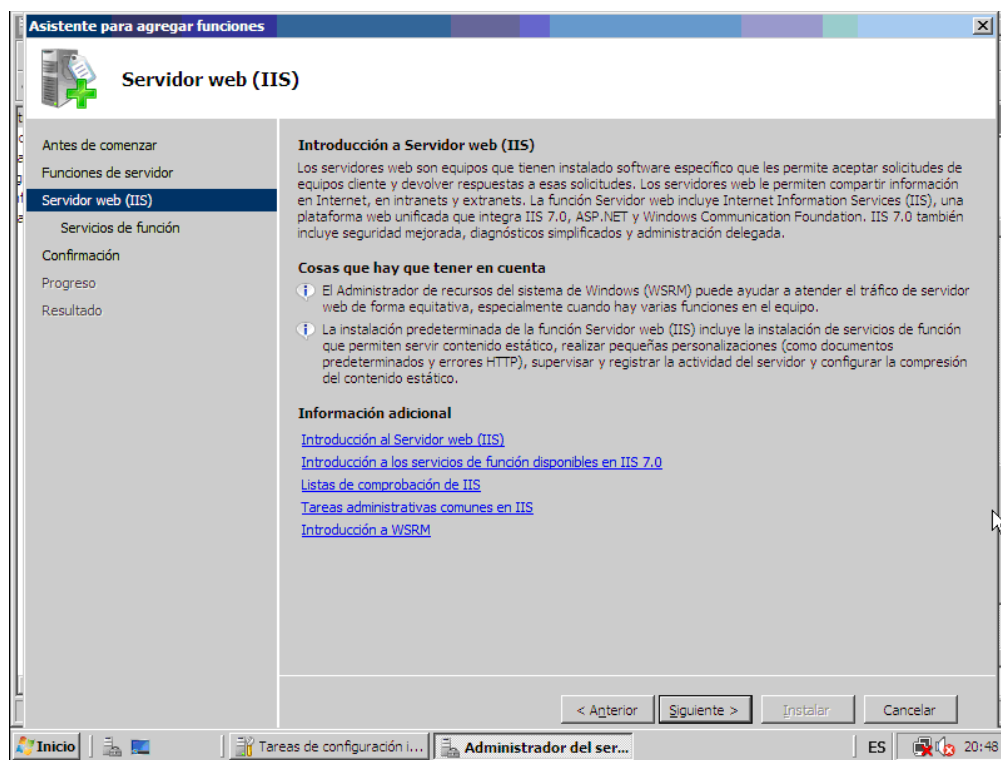 Asistente para agregar funciones
Servidor web (IIS)
Antes de comenzar
Funciones de servidor
Servidor web (IIS)
Servicios de función
Confirmación
Progreso
Resultado
Introducción a Servidor web (IIS)
Los servidores web son equipos que tienen instalado software específico que les permite aceptar solicitudes de
equipos cliente y devolver respuestas a esas solicitudes. Los servidores web le permiten compartir información
en Internet, en intranets y extranets. La función Servidor web incluye Internet Information Services (IIS), una
plataforma web unificada que integra IIS 7.0, ASP.NET y Windows Communication Foundation. IIS 7.0 también
incluye seguridad mejorada, diagnósticos simplificados y administración delegada.
Cosas que hay que tener en cuenta
El Administrador de recursos del sistema de Windows (WSRM) puede ayudar a atender el tráfico de servidor
web de forma equitativa, especialmente cuando hay varias funciones en el equipo.
La instalación predeterminada de la función Servidor web (IIS) incluye la instalación de servicios de función
que permiten servir contenido estático, realizar pequeñas personalizaciones (como documentos
predeterminados y errores HTTP), supervisar y registrar la actividad del servidor y configurar la compresión
del contenido estático.
Información adicional
Introducción al Servidor web (IIS)
Introducción a los servicios de función disponibles en IIS 7.0
Listas de comprobación de IIS
Tareas administrativas comunes en IIS
Introducción a WSRM
< Anterior Siguiente > Instalar Cancelar
Inicio Tareas de configuración i... Administrador del ser... ES 20:48